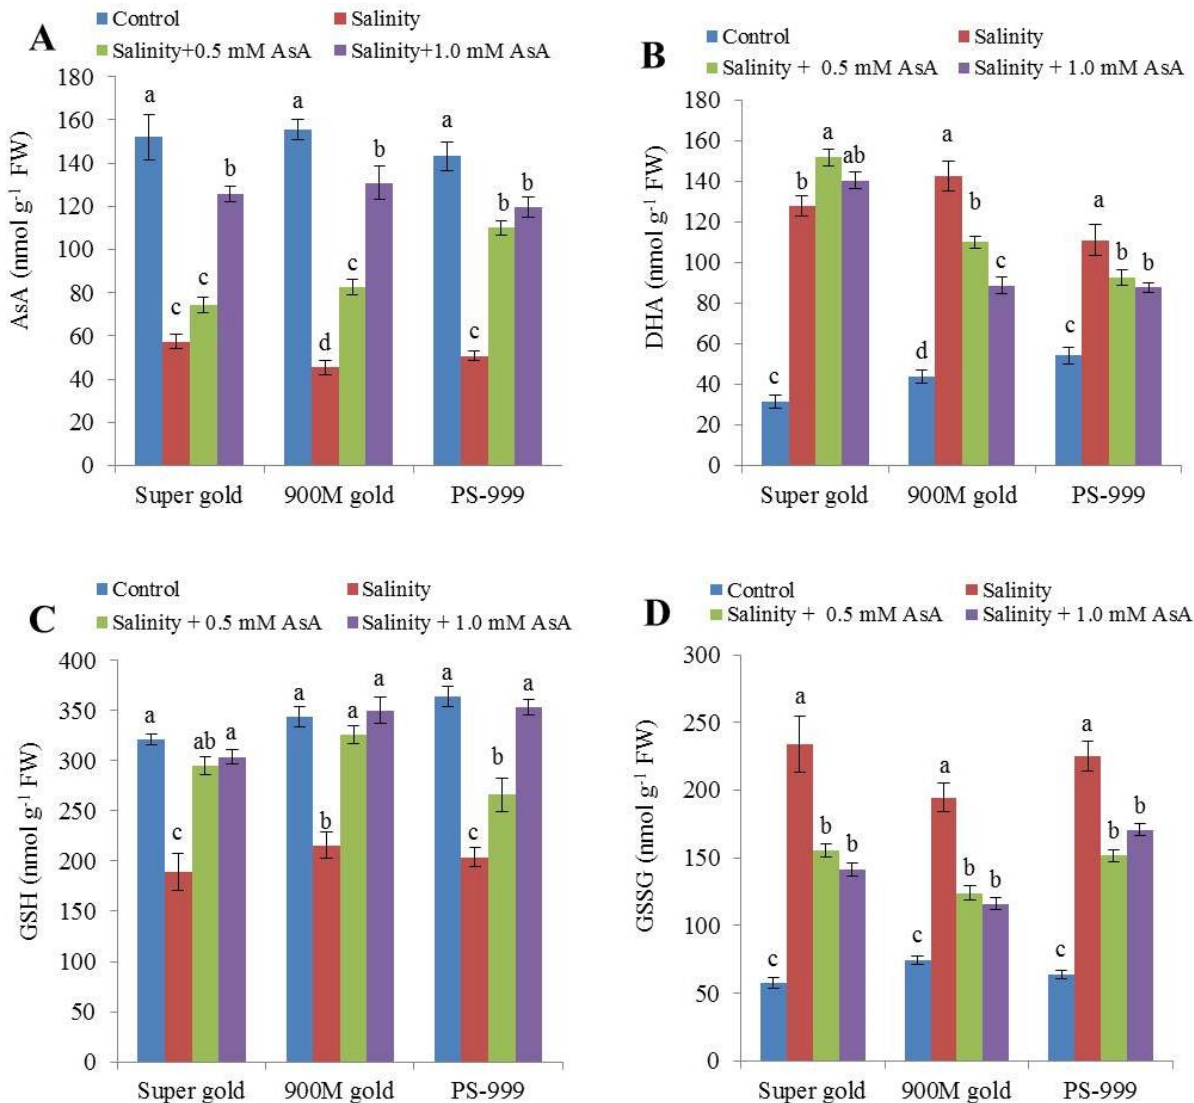 A
Control Salinity
Salinity+0.5 mM AsA Salinity+1.0 mM AsA
AsA (nmol g-1 FW)
180
160
140
120
100
80
60
40
20
0
a a a
b b b b
c c c
d c
Super gold 900M gold PS-999
B
Control Salinity
Salinity + 0.5 mM AsA Salinity + 1.0 mM AsA
DHA (nmol g-1 FW)
180
160
140
120
100
80
60
40
20
0
c b a ab
d a b c
c a b b
Super gold 900M gold PS-999
C
Control Salinity
Salinity + 0.5 mM AsA Salinity + 1.0 mM AsA
GSH (nmol g-1 FW)
400
350
300
250
200
150
100
50
0
a c ab a
a b a a
a c b a
Super gold 900M gold PS-999
D
Control Salinity
Salinity + 0.5 mM AsA Salinity + 1.0 mM AsA
GSSG (nmol g-1 FW)
300
250
200
150
100
50
0
c a b b
c a b b
c a b b
Super gold 900M gold PS-999